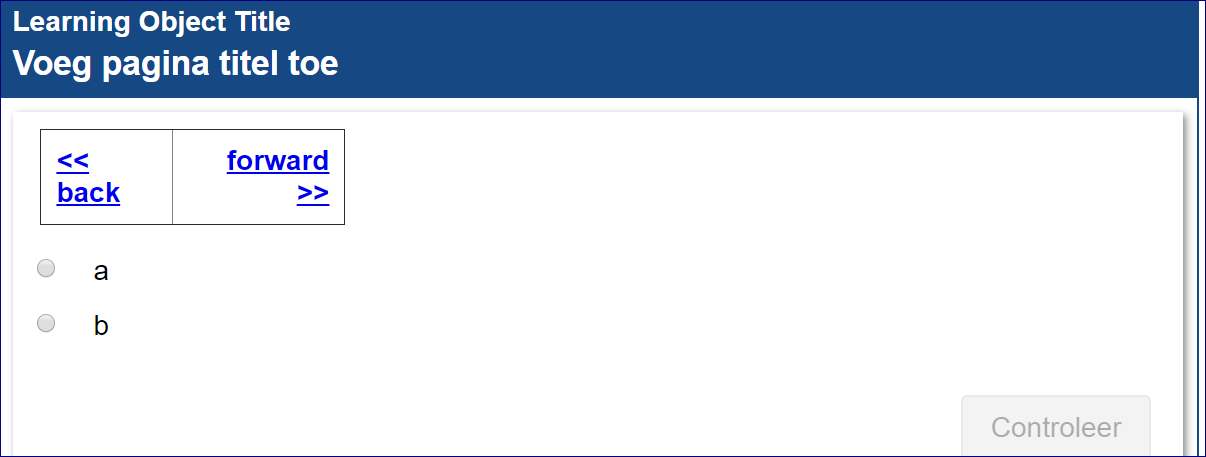 Learning Object Title
Voeg pagina titel toe
<< forward
back >>
a
b
Controleer